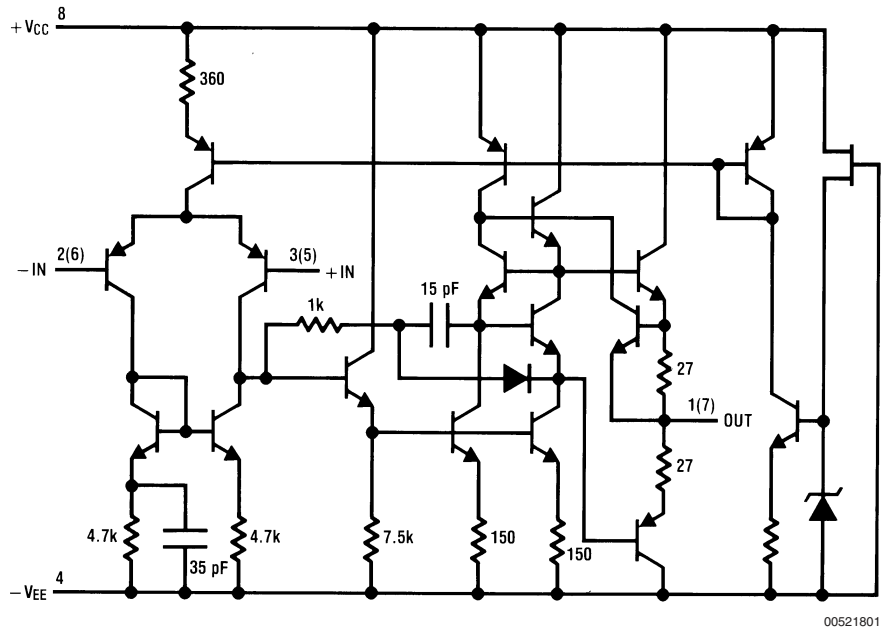 +VCC 8
360
2(6)
-IN
3(5)
+IN
15 pF
1k
27
1(7)
OUT
27
4.7k
35 pF
4.7k
7.5k
150
150
-VEE 4
00521801